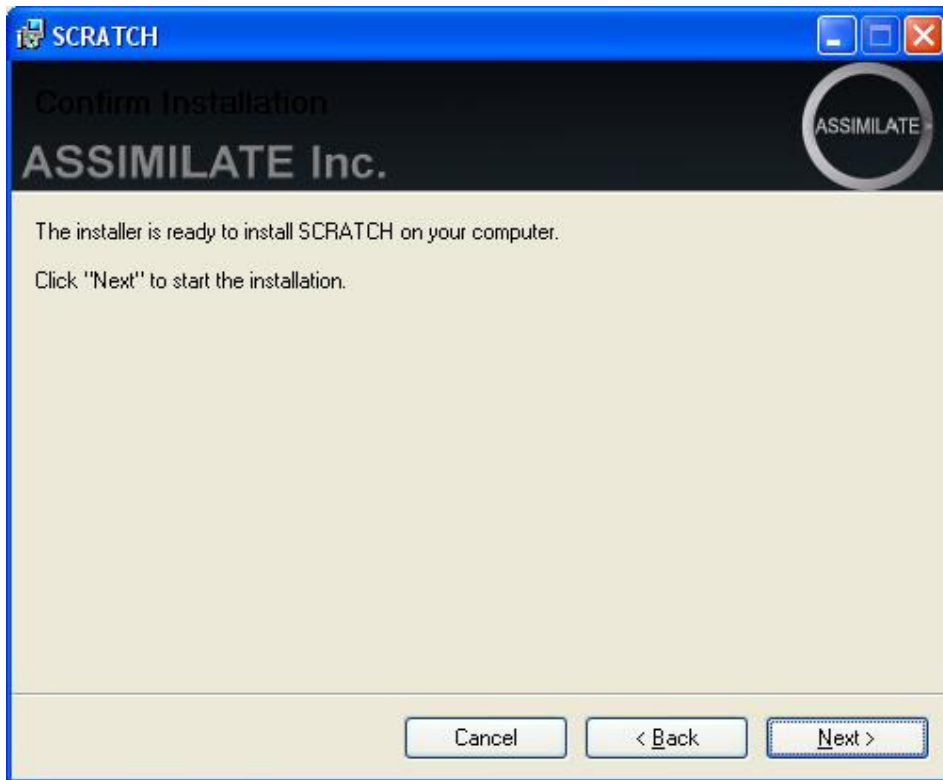 SCRATCH
Confirm Installation
ASSIMILATE Inc.
ASSIMILATE
The installer is ready to install SCRATCH on your computer.
Click "Next" to start the installation.
Cancel
< Back
Next >